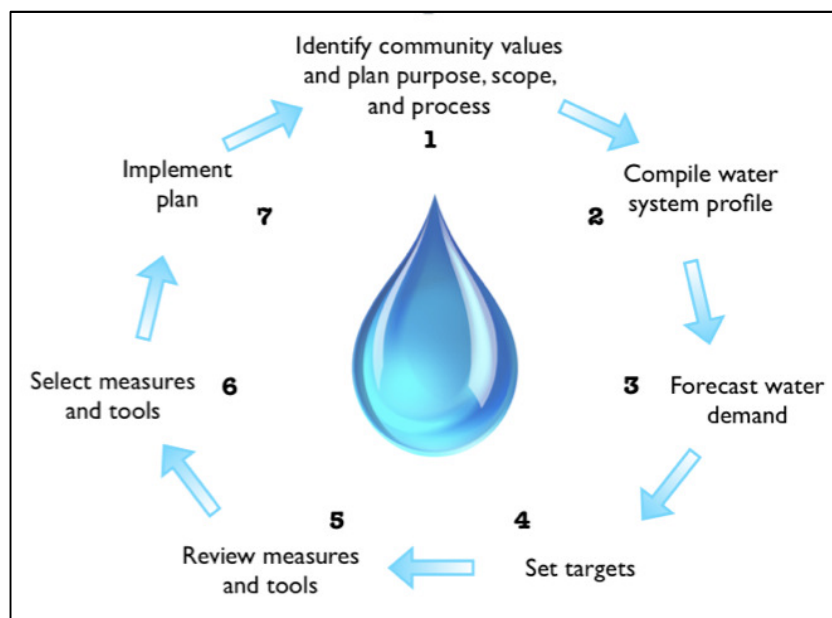 Identify community values
and plan purpose, scope,
and process
1
Compile water
system profile
2
3
Forecast water
demand
4
Set targets
5
Review measures
and tools
Select measures
and tools
6
Implement
plan
7